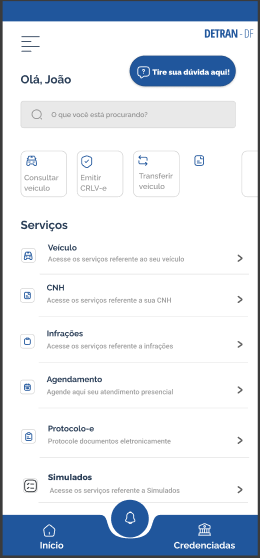 DETRAN - DF
Tire sua dúvida aqui!
Olá, João
O que você está procurando?
Consultar
veículo
Emitir
CRLV-e
Transferir
veículo
Serviços
Veículo
Acesse os serviços referente ao seu veículo
CNH
Acesse os serviços referente a sua CNH
Infrações
Acesse os serviços referente a infrações
Agendamento
Agende aqui seu atendimento presencial
Protocolo-e
Protocole documentos eletronicamente
Simulados
Acesse os serviços referente a Simulados
Início
Credenciadas